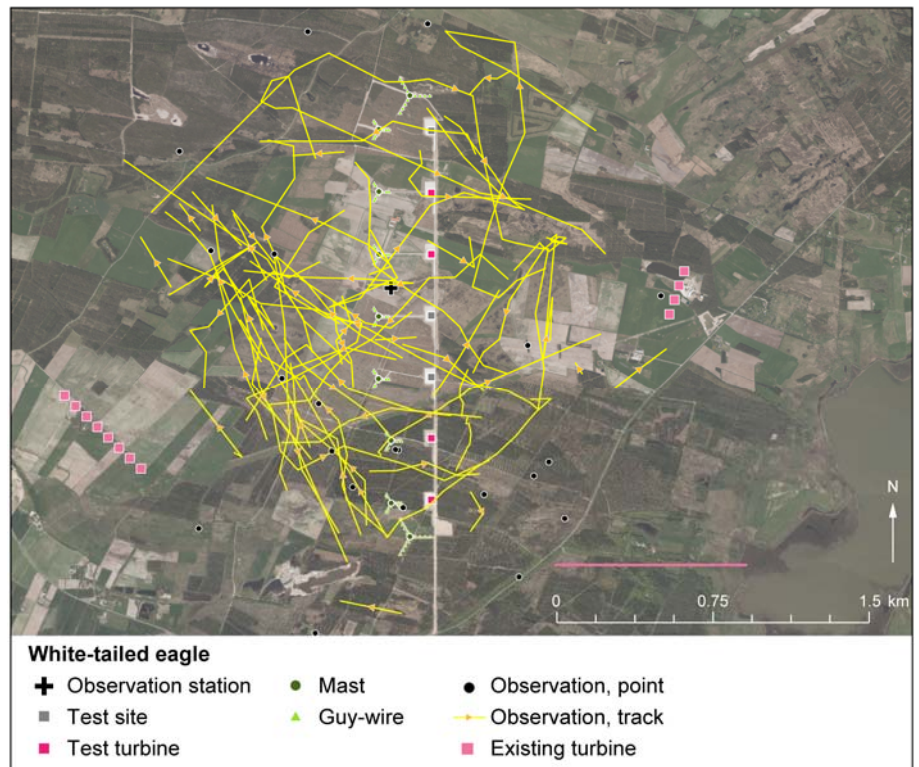 N
0 0.75 1.5 km
White-tailed eagle
Observation station Mast Observation, point
Test site Guy-wire Observation, track
Test turbine Existing turbine